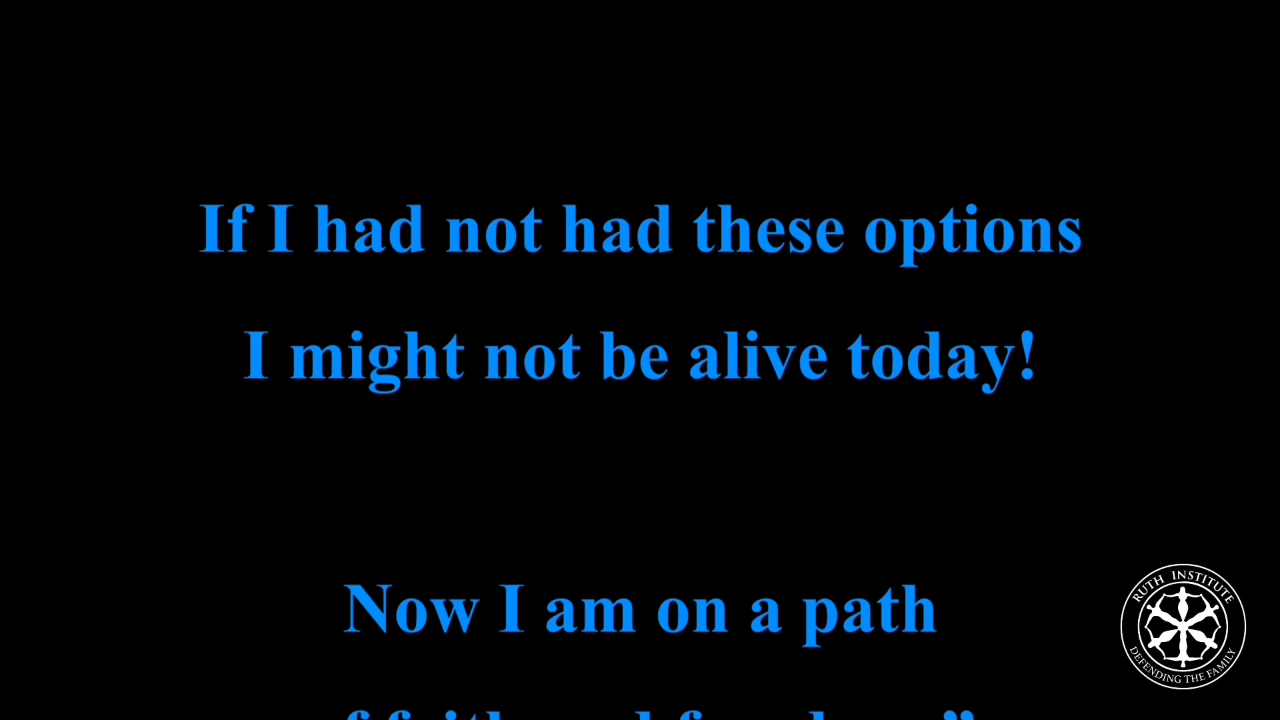 If I had not had these options
I might not be alive today!
Now I am on a path
RUTH INSTITUTE
DEFENDING THE FAMILY